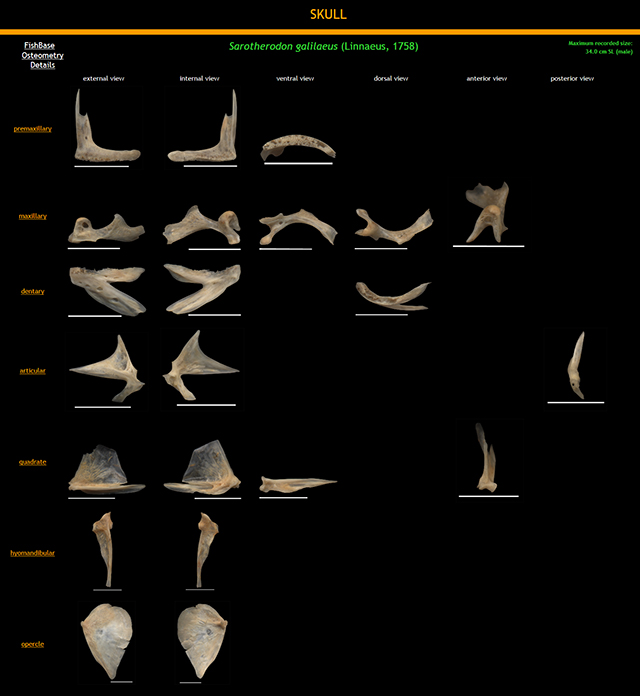 SKULL
FishBase
Osteometry
Details
Sarotherodon galilaeus (Linnaeus, 1758)
Maximum recorded size:
34.0 cm SL (male)
external view
internal view
ventral view
dorsal view
anterior view
posterior view
premaxillary
maxillary
dentary
articular
quadrate
hyomandibular
opercle